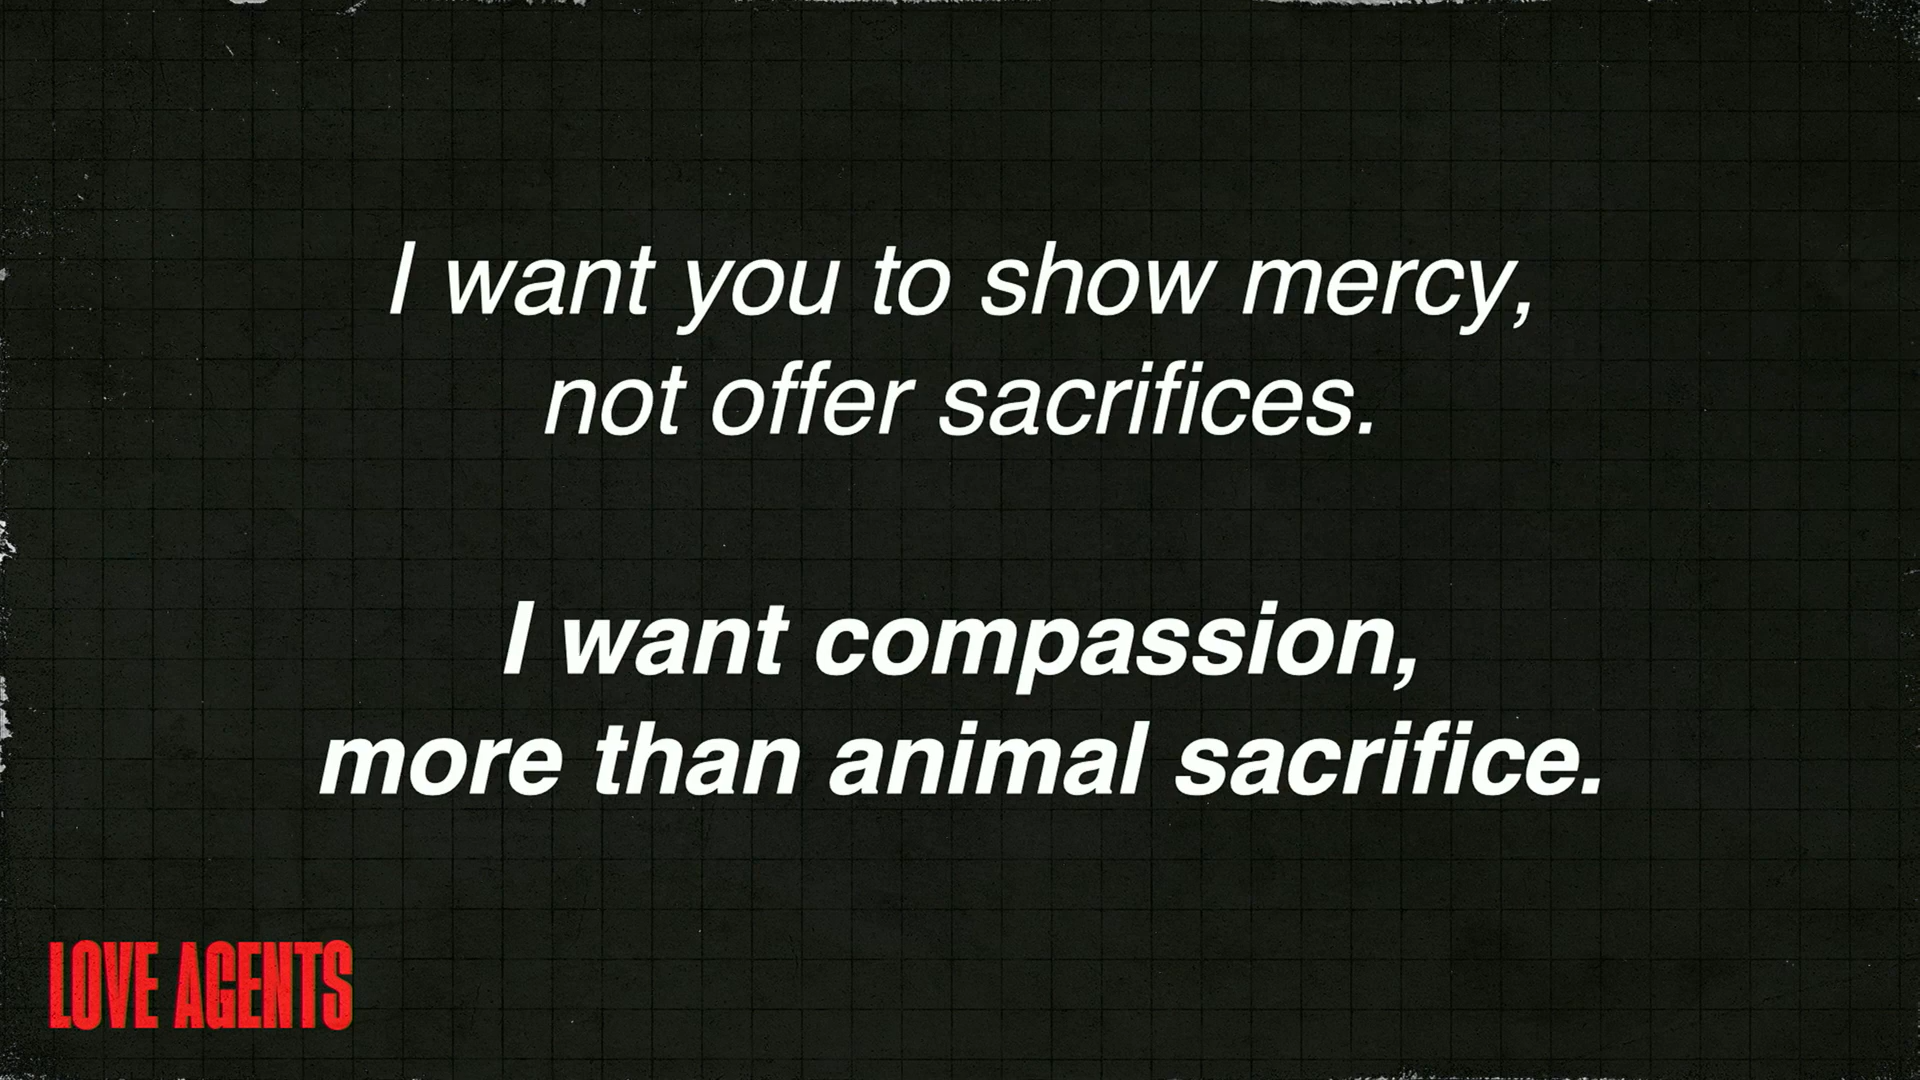 I want you to show mercy,
not offer sacrifices.
I want compassion,
more than animal sacrifice.
LOVE AGENTS